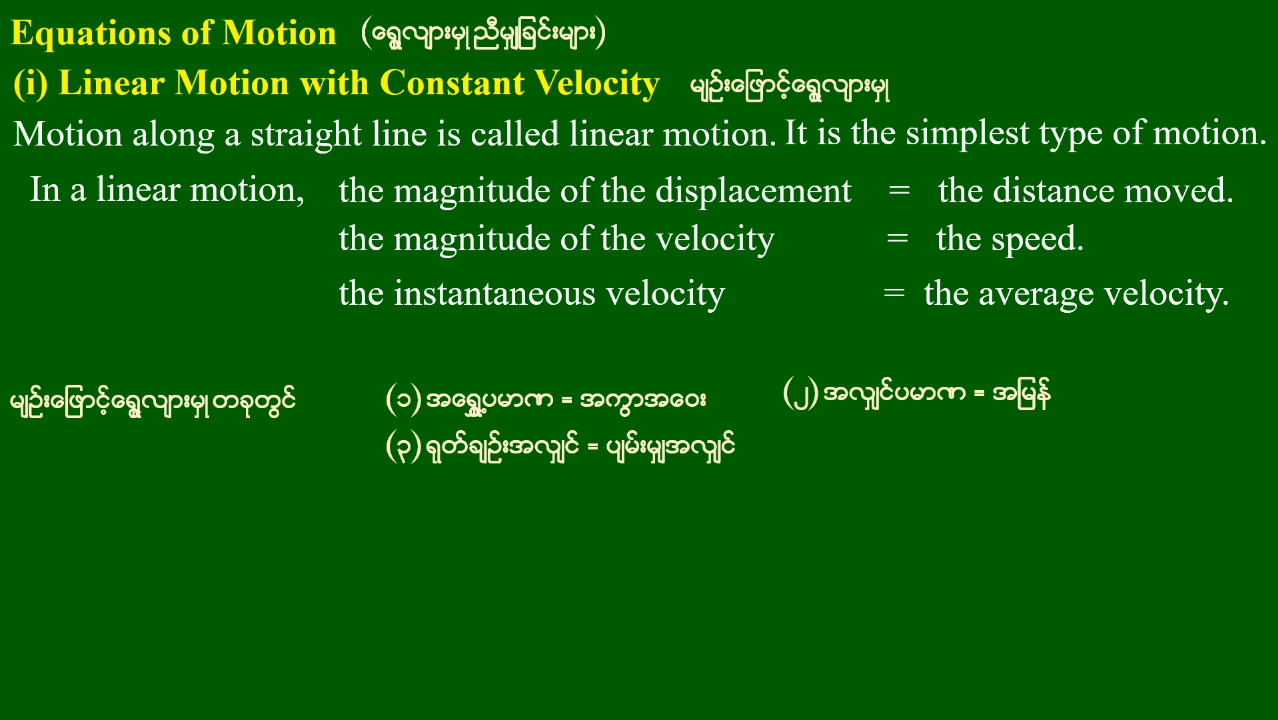 Equations of Motion (ရွေ့လျားမှု ညီမျှခြင်းများ)
(i) Linear Motion with Constant Velocity မျဉ်းဖြောင့်ရွေ့လျားမှု
Motion along a straight line is called linear motion. It is the simplest type of motion.
In a linear motion, the magnitude of the displacement = the distance moved.
the magnitude of the velocity = the speed.
the instantaneous velocity = the average velocity.
မျဉ်းဖြောင့်ရွေ့လျားမှု တခုတွင် (၁) အရွှေ့ပမာဏ = အကွာအဝေး (၂) အလျှင်ပမာဏ = အမြန်
(၃) ရုတ်ချဉ်းအလျှင် = ပျမ်းမျှအလျှင်